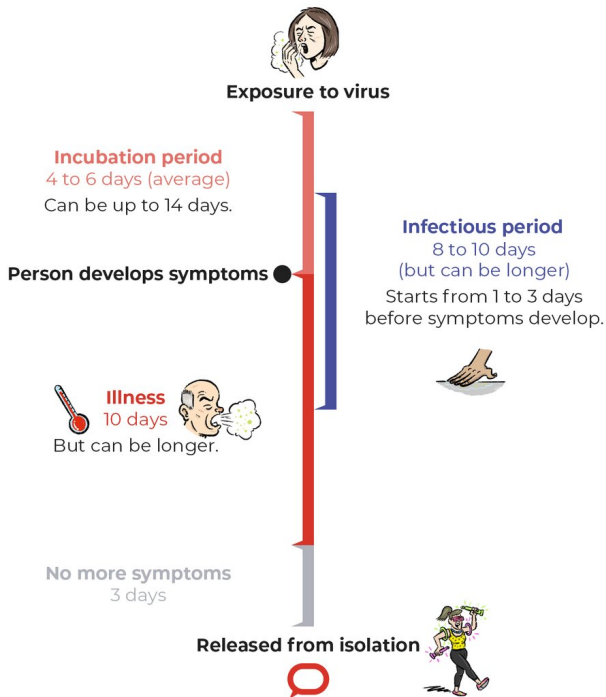 Exposure to virus
Incubation period
4 to 6 days (average)
Can be up to 14 days.
Infectious period
8 to 10 days
(but can be longer)
Starts from 1 to 3 days
before symptoms develop.
Person develops symptoms
Illness
10 days
But can be longer.
No more symptoms
3 days
Released from isolation